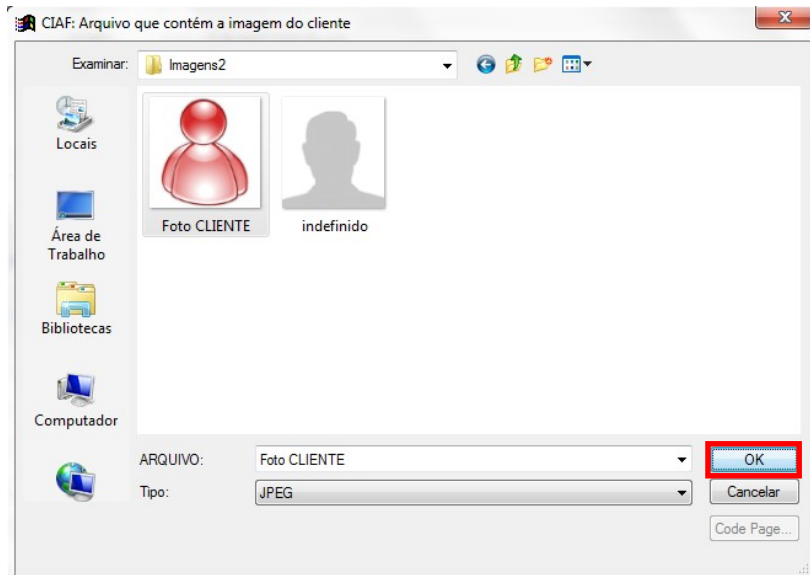 CIAF: Arquivo que contém a imagem do cliente
Examinar: Imagens2
Locais
Área de
Trabalho
Bibliotecas
Computador
Foto CLIENTE
indefinido
ARQUIVO: Foto CLIENTE
OK
Tipo: JPEG
Cancelar
Code Page...